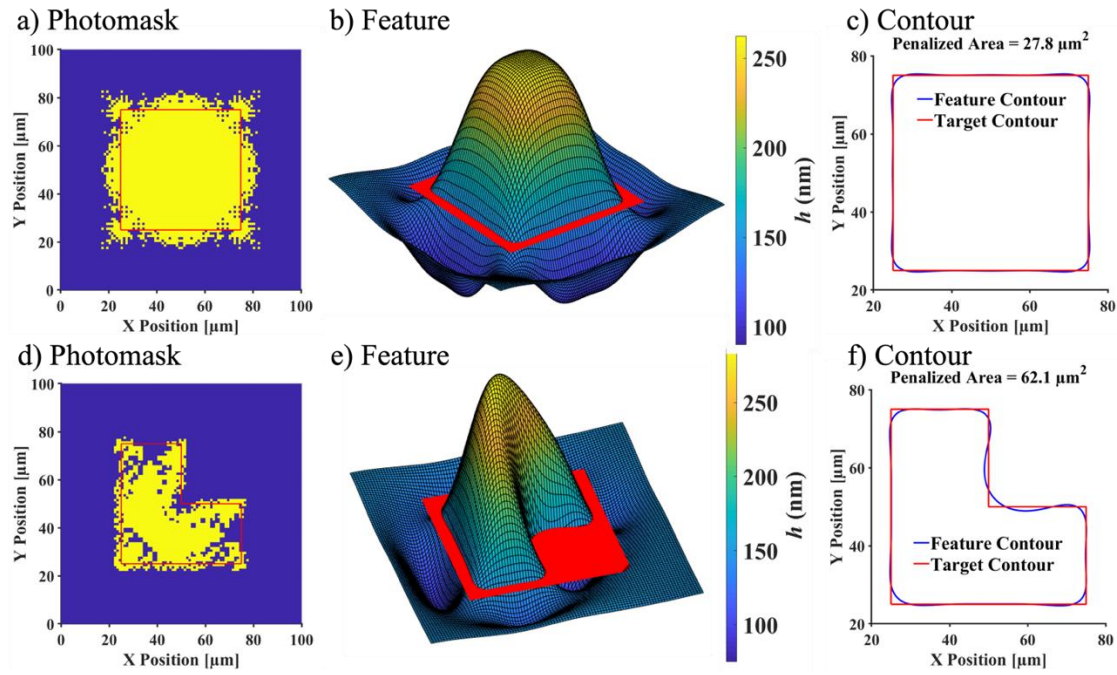 a) Photomask
100
80
60
40
20
0
0 20 40 60 80 100
X Position [µm]
Y Position [µm]
b) Feature
250
200
150
100
h (nm)
c) Contour
Penalized Area = 27.8 µm²
80
60
40
20
20 40 60 80
Feature Contour
Target Contour
X Position [µm]
Y Position [µm]
d) Photomask
100
80
60
40
20
0
0 20 40 60 80 100
X Position [µm]
Y Position [µm]
e) Feature
250
200
150
100
h (nm)
f) Contour
Penalized Area = 62.1 µm²
80
60
40
20
20 40 60 80
Feature Contour
Target Contour
X Position [µm]
Y Position [µm]